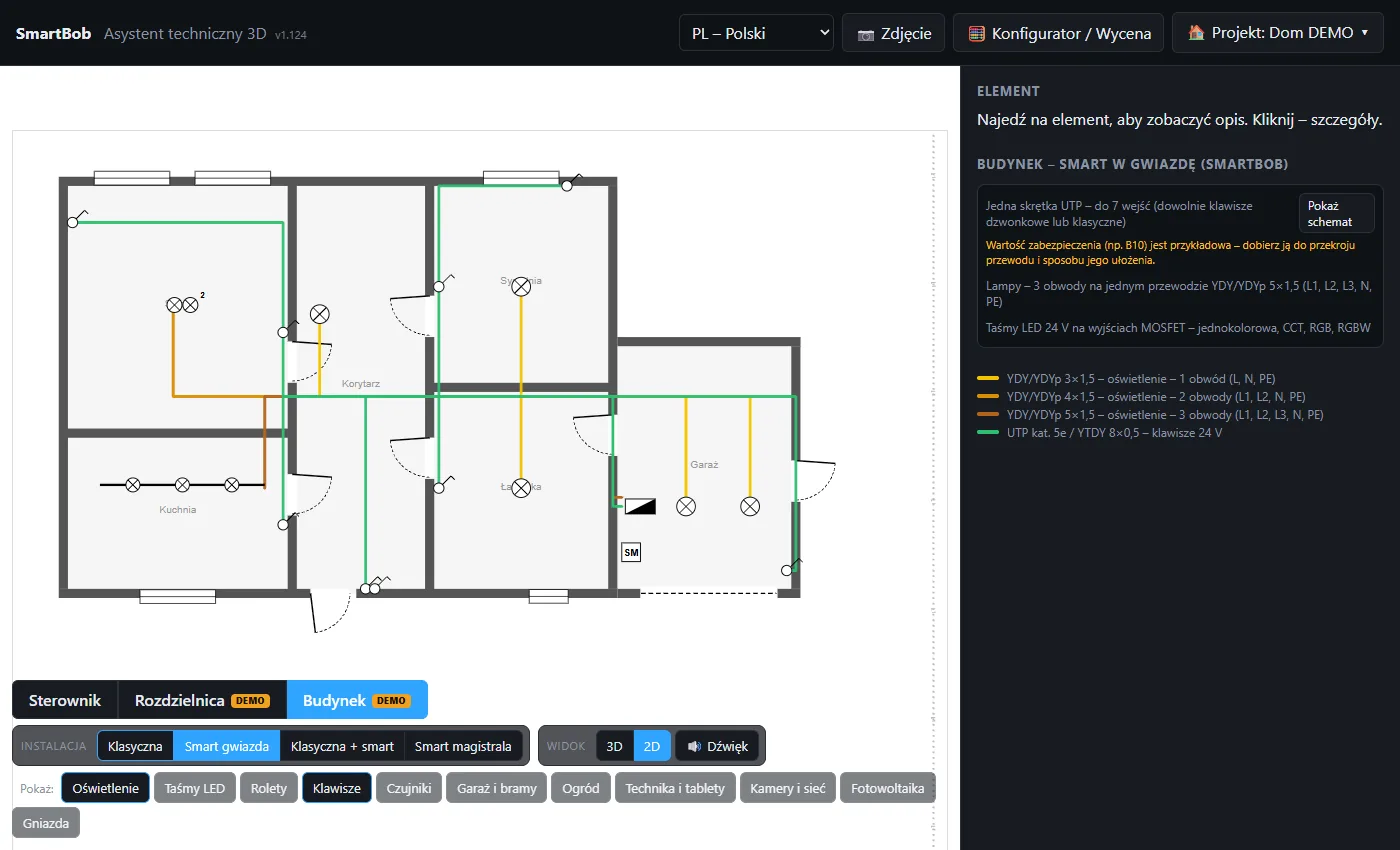 SmartBob Asystent techniczny 3D v1.124
PL – Polski
Zdjęcie
Konfigurator / Wycena
Projekt: Dom DEMO ▾
ELEMENT
Najedź na element, aby zobaczyć opis. Kliknij – szczegóły.
BUDYNEK – SMART W GWIAZDĘ (SMARTBOB)
Jedna skrętka UTP – do 7 wejść (dowolnie klawisze
dzwonkowe lub klasyczne)
Pokaż
schemat
Wartość zabezpieczenia (np. B10) jest przykładowa – dobierz ją do przekroju
przewodu i sposobu jego ułożenia.
Lampy – 3 obwody na jednym przewodzie YDY/YDYp 5×1,5 (L1, L2, L3, N,
PE)
Taśmy LED 24 V na wyjściach MOSFET – jednokolorowa, CCT, RGB, RGBW
YDY/YDYp 3×1,5 – oświetlenie – 1 obwód (L, N, PE)
YDY/YDYp 4×1,5 – oświetlenie – 2 obwody (L1, L2, N, PE)
YDY/YDYp 5×1,5 – oświetlenie – 3 obwody (L1, L2, L3, N, PE)
UTP kat. 5e / YTDY 8×0,5 – klawisze 24 V
2
Korytarz
Garaż
Kuchnia
SM
Sterownik
Rozdzielnica DEMO
Budynek DEMO
INSTALACJA
Klasyczna
Smart gwiazda
Klasyczna + smart
Smart magistrala
WIDOK
3D
2D
Dźwięk
Pokaż:
Oświetlenie
Taśmy LED
Rolety
Klawisze
Czujniki
Garaż i bramy
Ogród
Technika i tablety
Kamery i sieć
Fotowoltaika
Gniazda